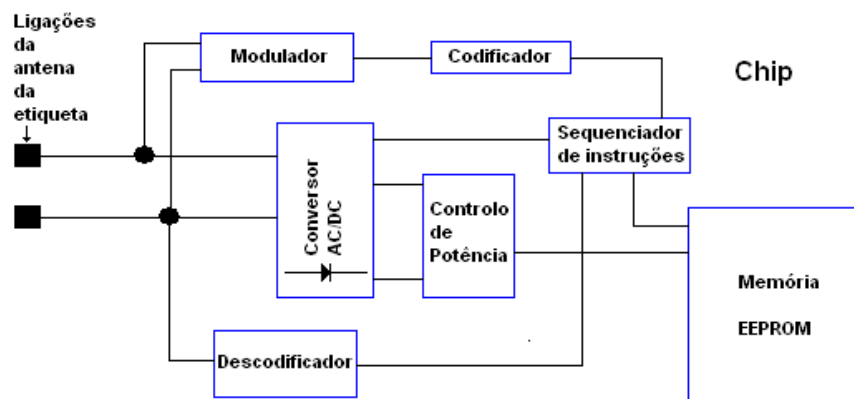 Ligações
da
antena
da
etiqueta
Modulador
Codificador
Chip
Sequenciador
de instruções
Conversor
AC/DC
Controlo
de
Potência
Memória
EEPROM
Descodificador